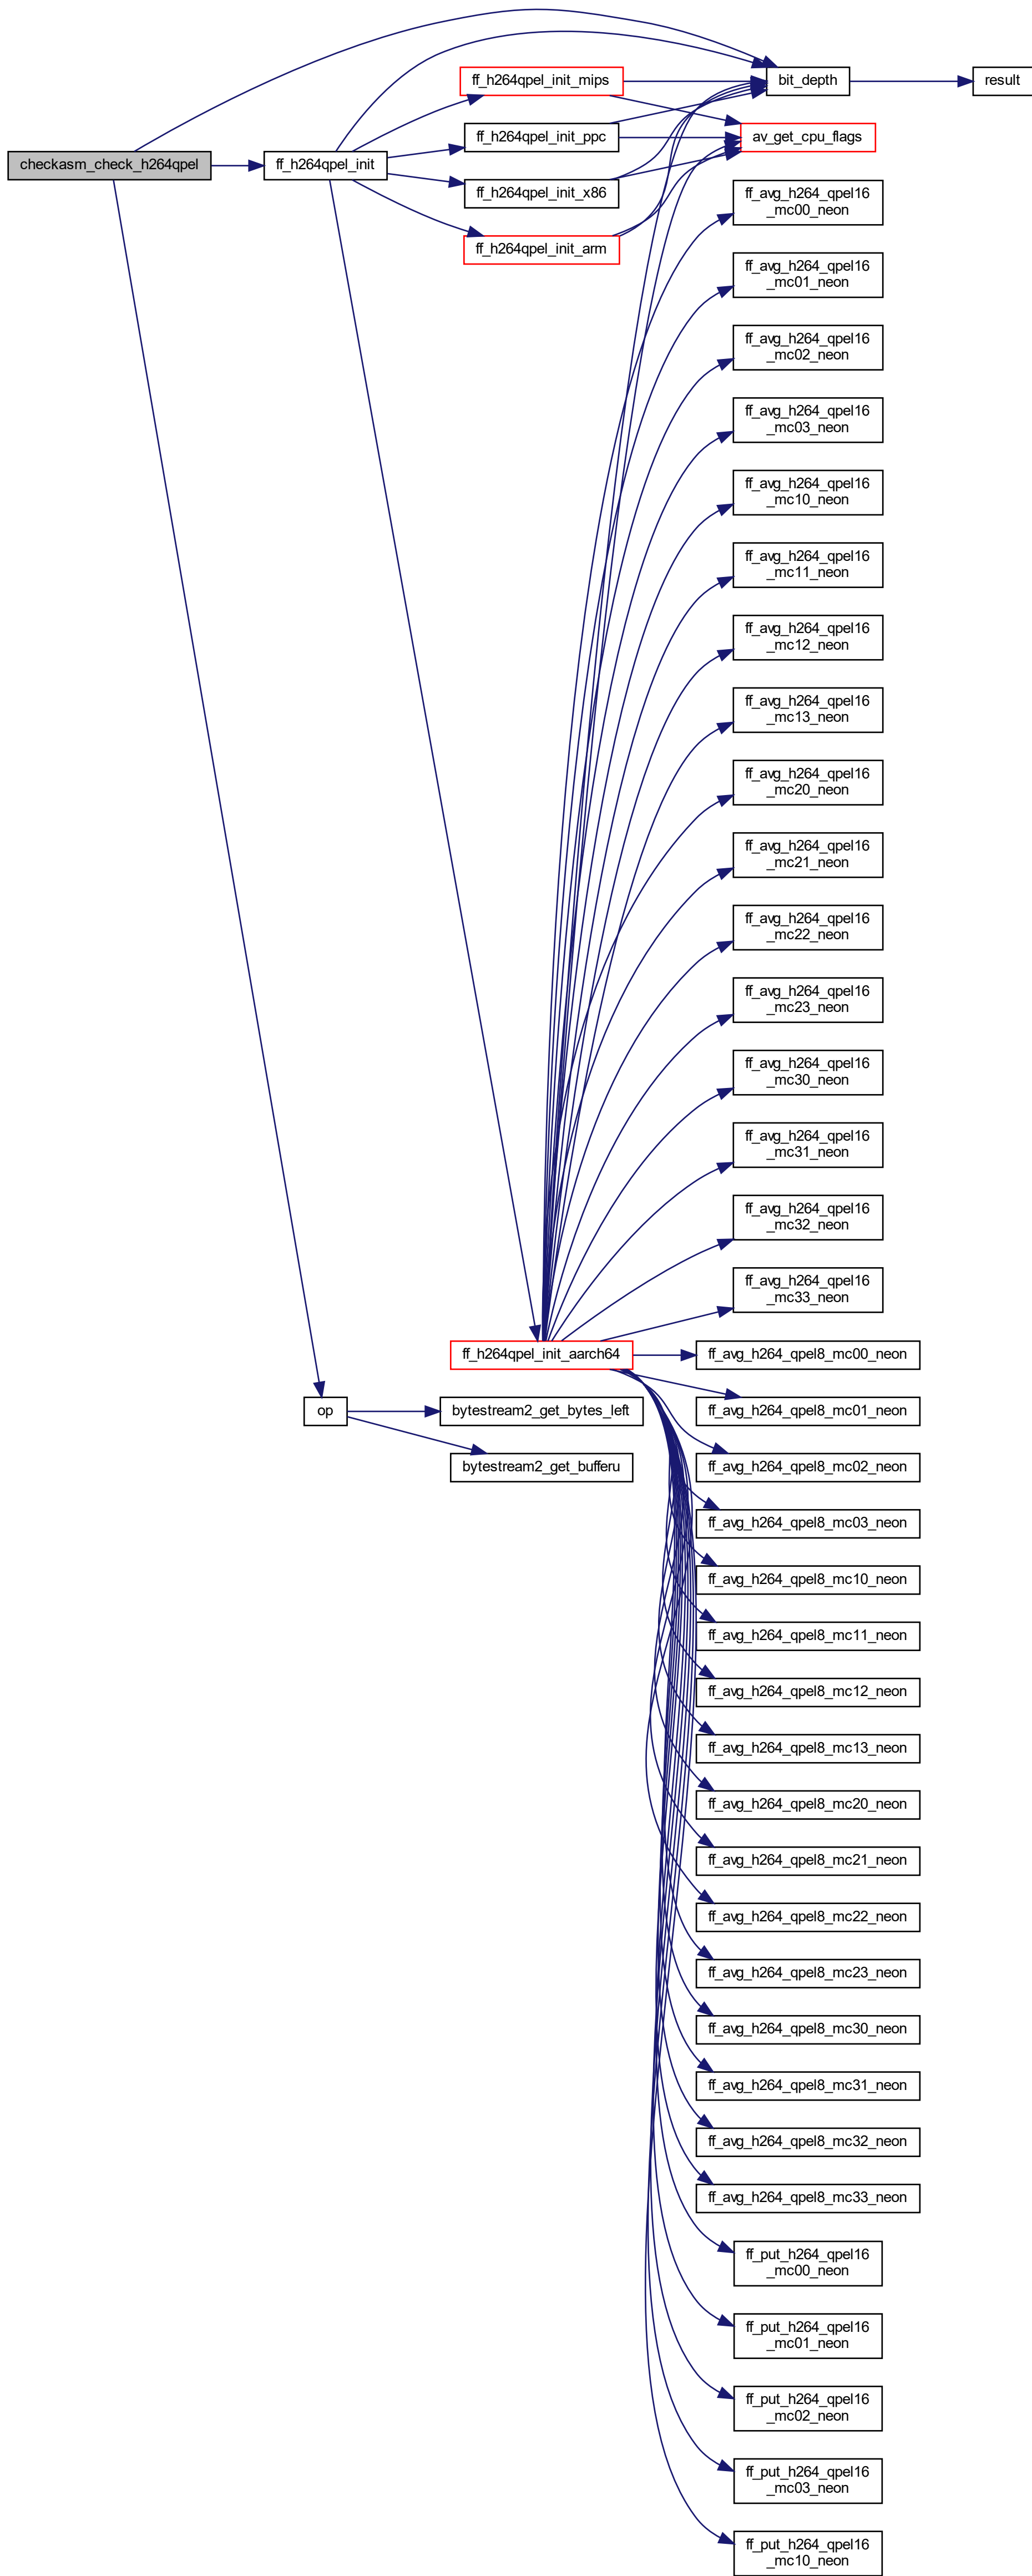 checkasm_check_h264qpel
ff_h264qpel_init
ff_h264qpel_init_mips
ff_h264qpel_init_ppc
ff_h264qpel_init_x86
ff_h264qpel_init_arm
bit_depth
result
av_get_cpu_flags
ff_avg_h264_qpel16
_mc00_neon
ff_avg_h264_qpel16
_mc01_neon
ff_avg_h264_qpel16
_mc02_neon
ff_avg_h264_qpel16
_mc03_neon
ff_avg_h264_qpel16
_mc10_neon
ff_avg_h264_qpel16
_mc11_neon
ff_avg_h264_qpel16
_mc12_neon
ff_avg_h264_qpel16
_mc13_neon
ff_avg_h264_qpel16
_mc20_neon
ff_avg_h264_qpel16
_mc21_neon
ff_avg_h264_qpel16
_mc22_neon
ff_avg_h264_qpel16
_mc23_neon
ff_avg_h264_qpel16
_mc30_neon
ff_avg_h264_qpel16
_mc31_neon
ff_avg_h264_qpel16
_mc32_neon
ff_avg_h264_qpel16
_mc33_neon
ff_h264qpel_init_aarch64
ff_avg_h264_qpel8_mc00_neon
op
bytestream2_get_bytes_left
bytestream2_get_bufferu
ff_avg_h264_qpel8_mc01_neon
ff_avg_h264_qpel8_mc02_neon
ff_avg_h264_qpel8_mc03_neon
ff_avg_h264_qpel8_mc10_neon
ff_avg_h264_qpel8_mc11_neon
ff_avg_h264_qpel8_mc12_neon
ff_avg_h264_qpel8_mc13_neon
ff_avg_h264_qpel8_mc20_neon
ff_avg_h264_qpel8_mc21_neon
ff_avg_h264_qpel8_mc22_neon
ff_avg_h264_qpel8_mc23_neon
ff_avg_h264_qpel8_mc30_neon
ff_avg_h264_qpel8_mc31_neon
ff_avg_h264_qpel8_mc32_neon
ff_avg_h264_qpel8_mc33_neon
ff_put_h264_qpel16
_mc00_neon
ff_put_h264_qpel16
_mc01_neon
ff_put_h264_qpel16
_mc02_neon
ff_put_h264_qpel16
_mc03_neon
ff_put_h264_qpel16
_mc10_neon